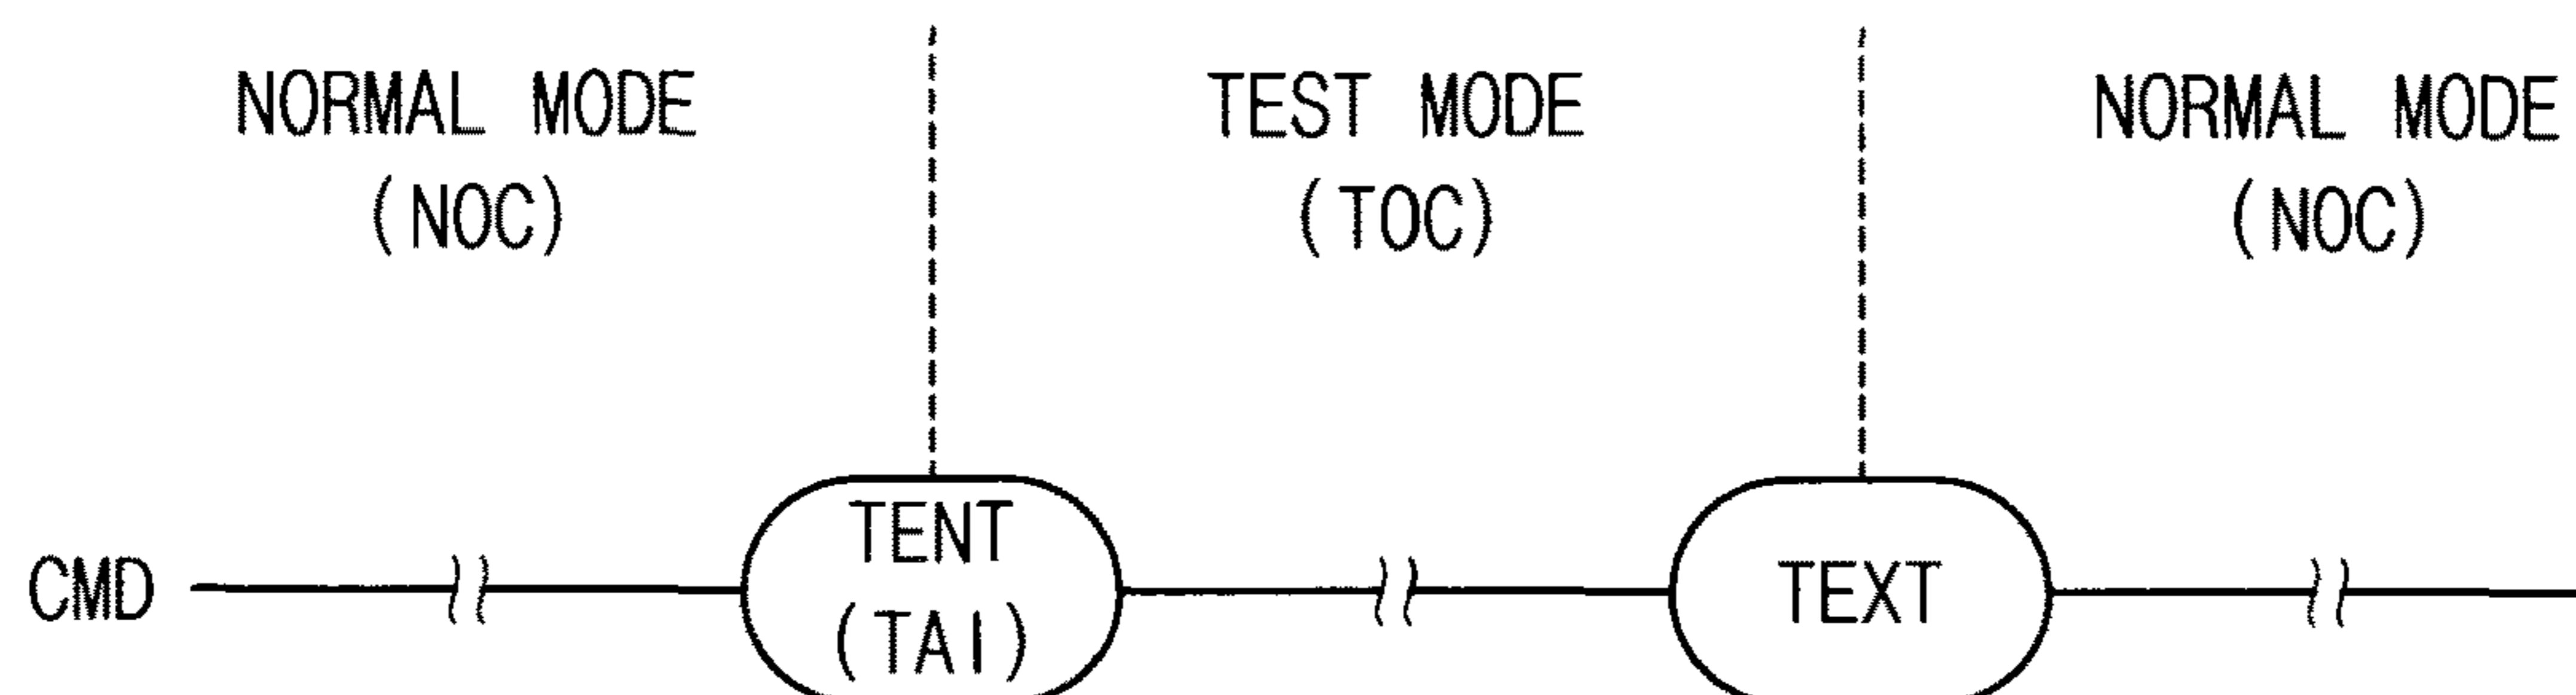 NORMAL MODE
(NOC)
TEST MODE
(TOC)
NORMAL MODE
(NOC)
CMD
TENT
(TAI)
TEXT